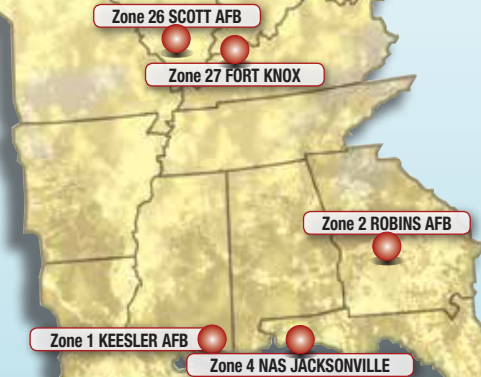 Zone 26 SCOTT AFB
Zone 27 FORT KNOX
Zone 2 ROBINS AFB
Zone 1 KEESLER AFB
Zone 4 NAS JACKSONVILLE